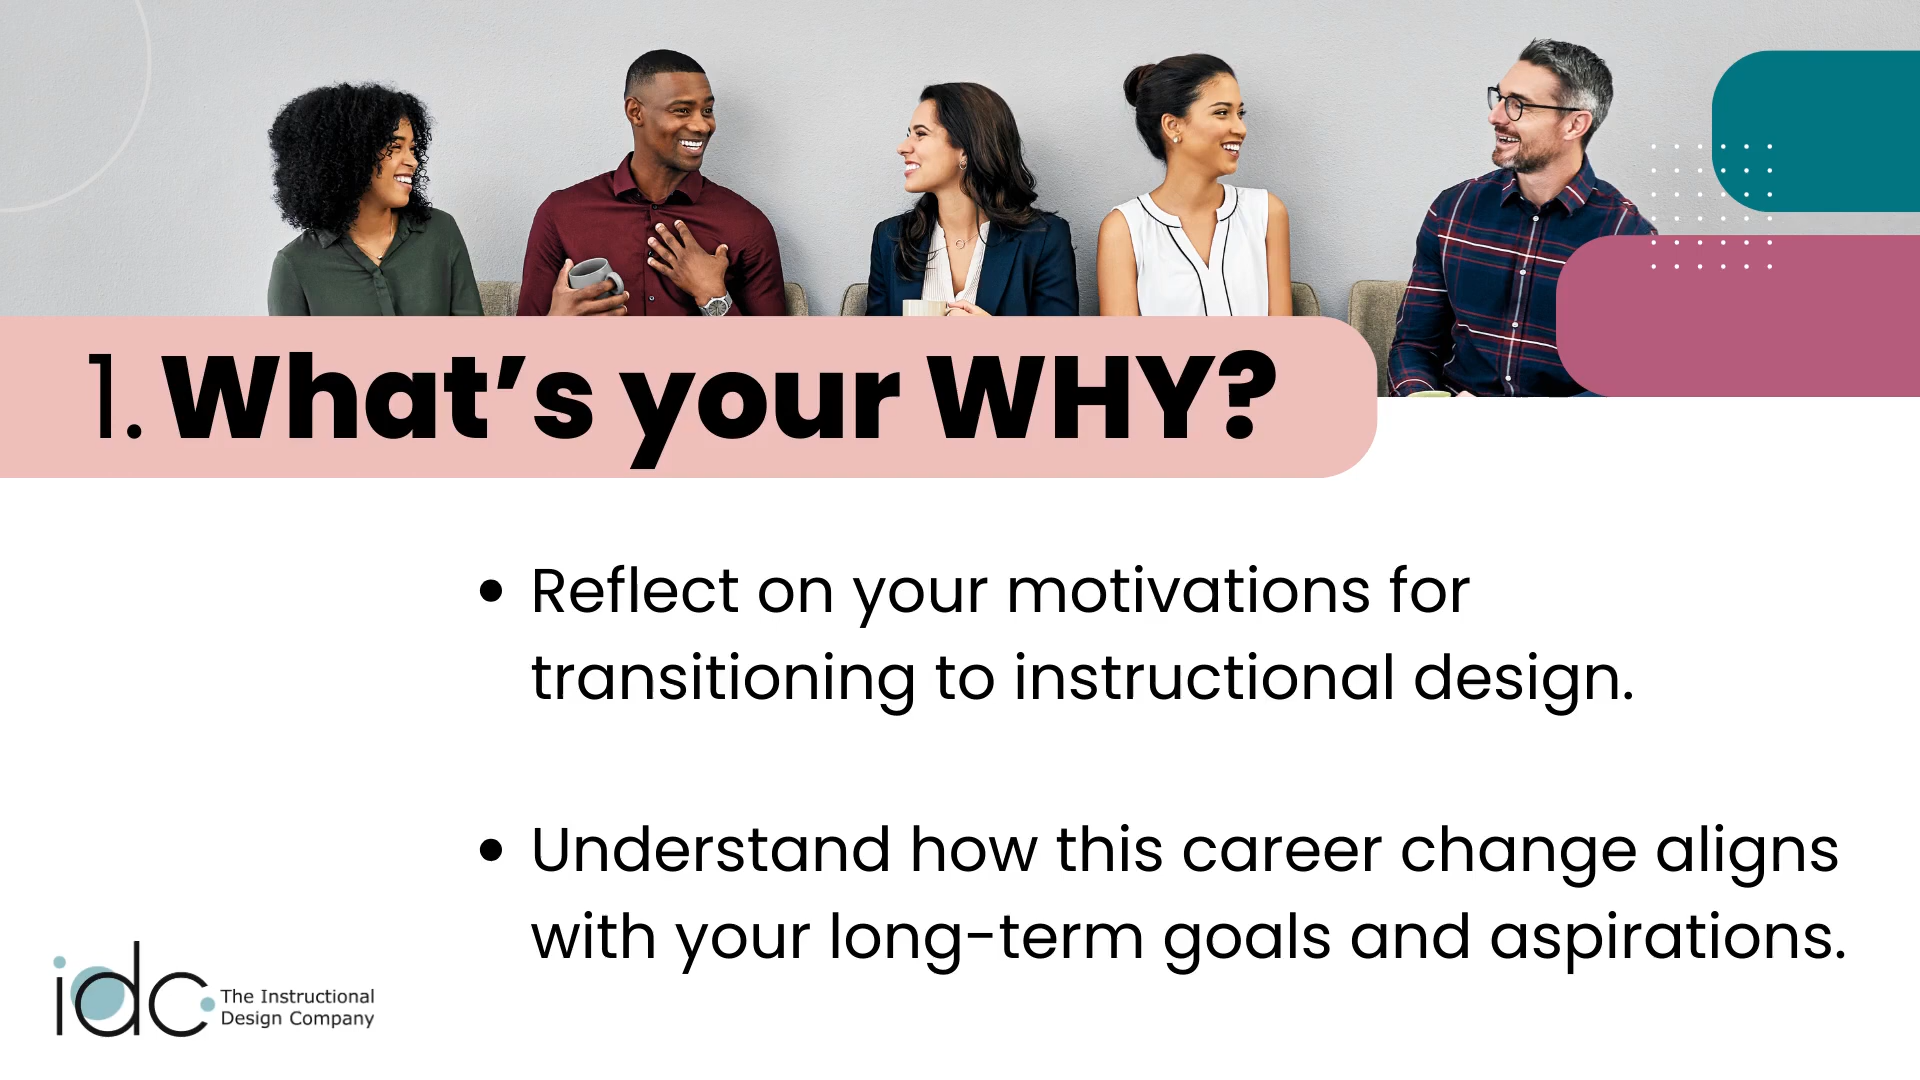 1. What’s your WHY?
• Reflect on your motivations for
transitioning to instructional design.
• Understand how this career change aligns
with your long-term goals and aspirations.
idc
The Instructional
Design Company